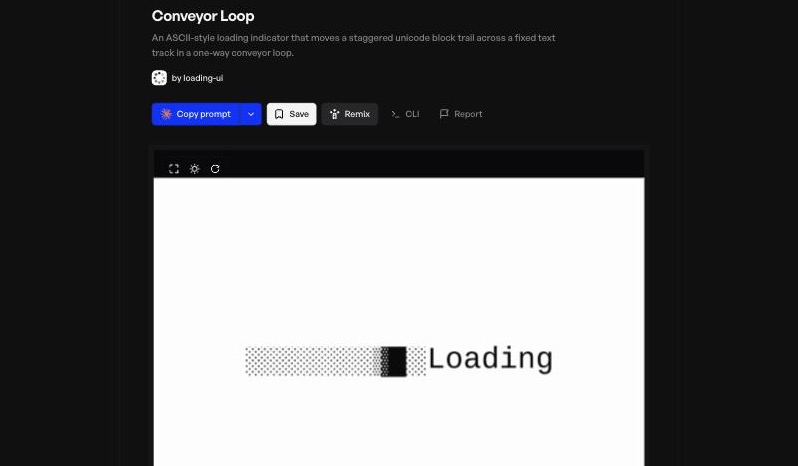 Conveyor Loop
An ASCII-style loading indicator that moves a staggered unicode block trail across a fixed text
track in a one-way conveyor loop.
by loading-ui
Copy prompt
Save
Remix
CLI
Report
Loading